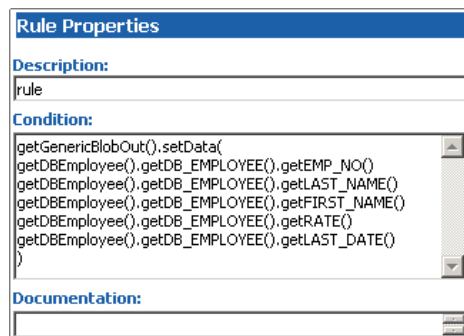 Rule Properties
Description:
rule
Condition:
getGenericBlobOut().setData(
getDBEmployee().getDB_EMPLOYEE().getEMP_NO()
getDBEmployee().getDB_EMPLOYEE().getLAST_NAME()
getDBEmployee().getDB_EMPLOYEE().getFIRST_NAME()
getDBEmployee().getDB_EMPLOYEE().getRATE()
getDBEmployee().getDB_EMPLOYEE().getLAST_DATE()
)
Documentation: